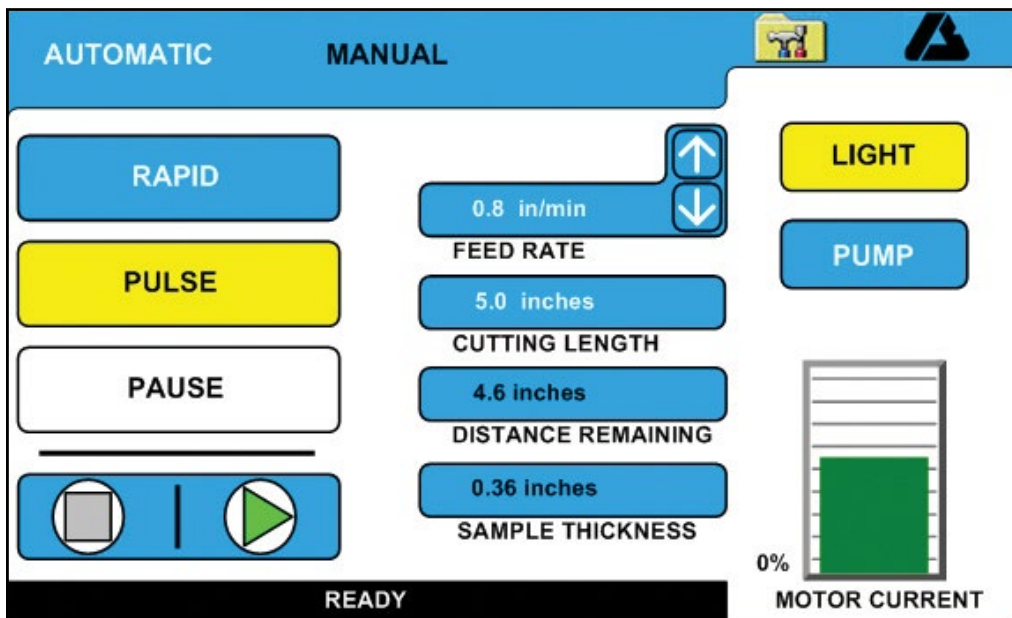 AUTOMATIC MANUAL
RAPID
PULSE
PAUSE
0.8 in/min
FEED RATE
5.0 inches
CUTTING LENGTH
4.6 inches
DISTANCE REMAINING
0.36 inches
SAMPLE THICKNESS
READY
LIGHT
PUMP
0%
MOTOR CURRENT